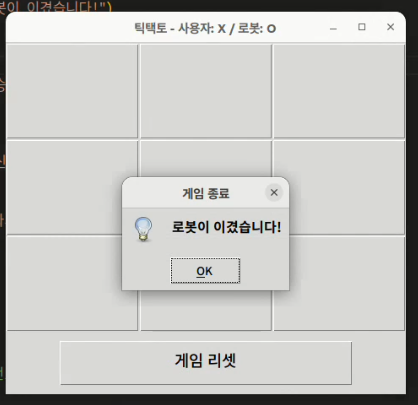 이 이겼습니다!")
틱택토 - 사용자: X / 로봇: O
게임 종료
로봇이 이겼습니다!
OK
게임 리셋